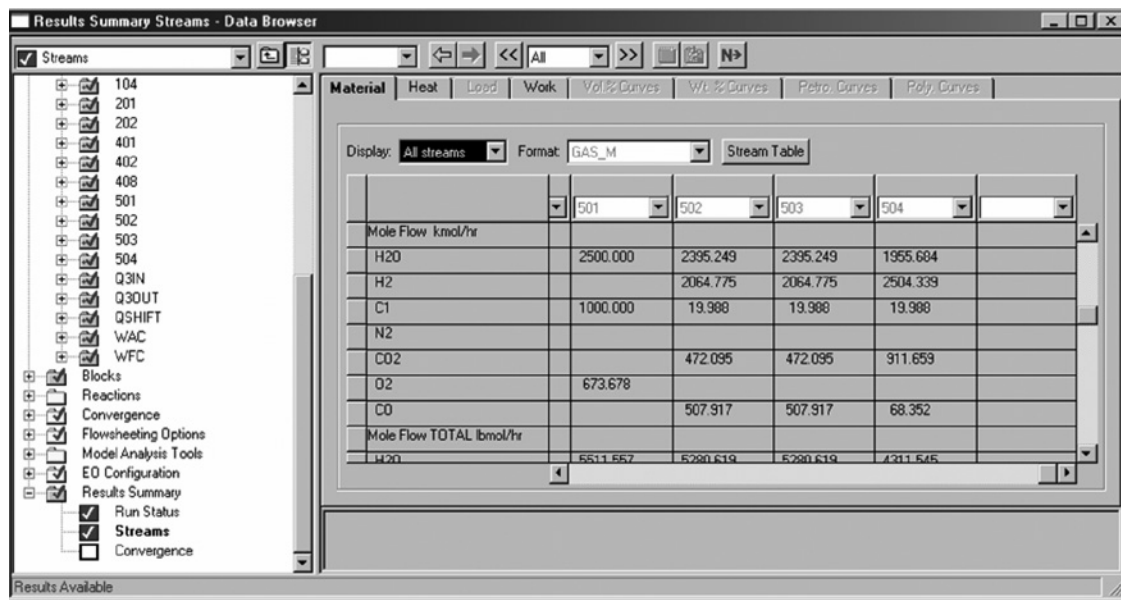 Results Summary Streams - Data Browser
Streams All N→
Material Heat Load Work Vol.% Curves Wt. % Curves Petro. Curves Poly. Curves
Display: All streams Format: GAS_M Stream Table
501 502 503 504
Mole Flow kmol/hr
H2O 2500.000 2395.249 2395.249 1955.684
H2 2064.775 2064.775 2504.339
C1 1000.000 19.988 19.988 19.988
N2
CO2 472.095 472.095 911.659
O2 673.678
CO 507.917 507.917 68.352
Mole Flow TOTAL lbmol/hr
H2O 5511.557 5280.619 5280.619 4311.545
104
201
202
401
402
408
501
502
503
504
Q3IN
Q3OUT
QSHIFT
WAC
WFC
Blocks
Reactions
Convergence
Flowsheeting Options
Model Analysis Tools
EO Configuration
Results Summary
Run Status
Streams
Convergence
Results Available